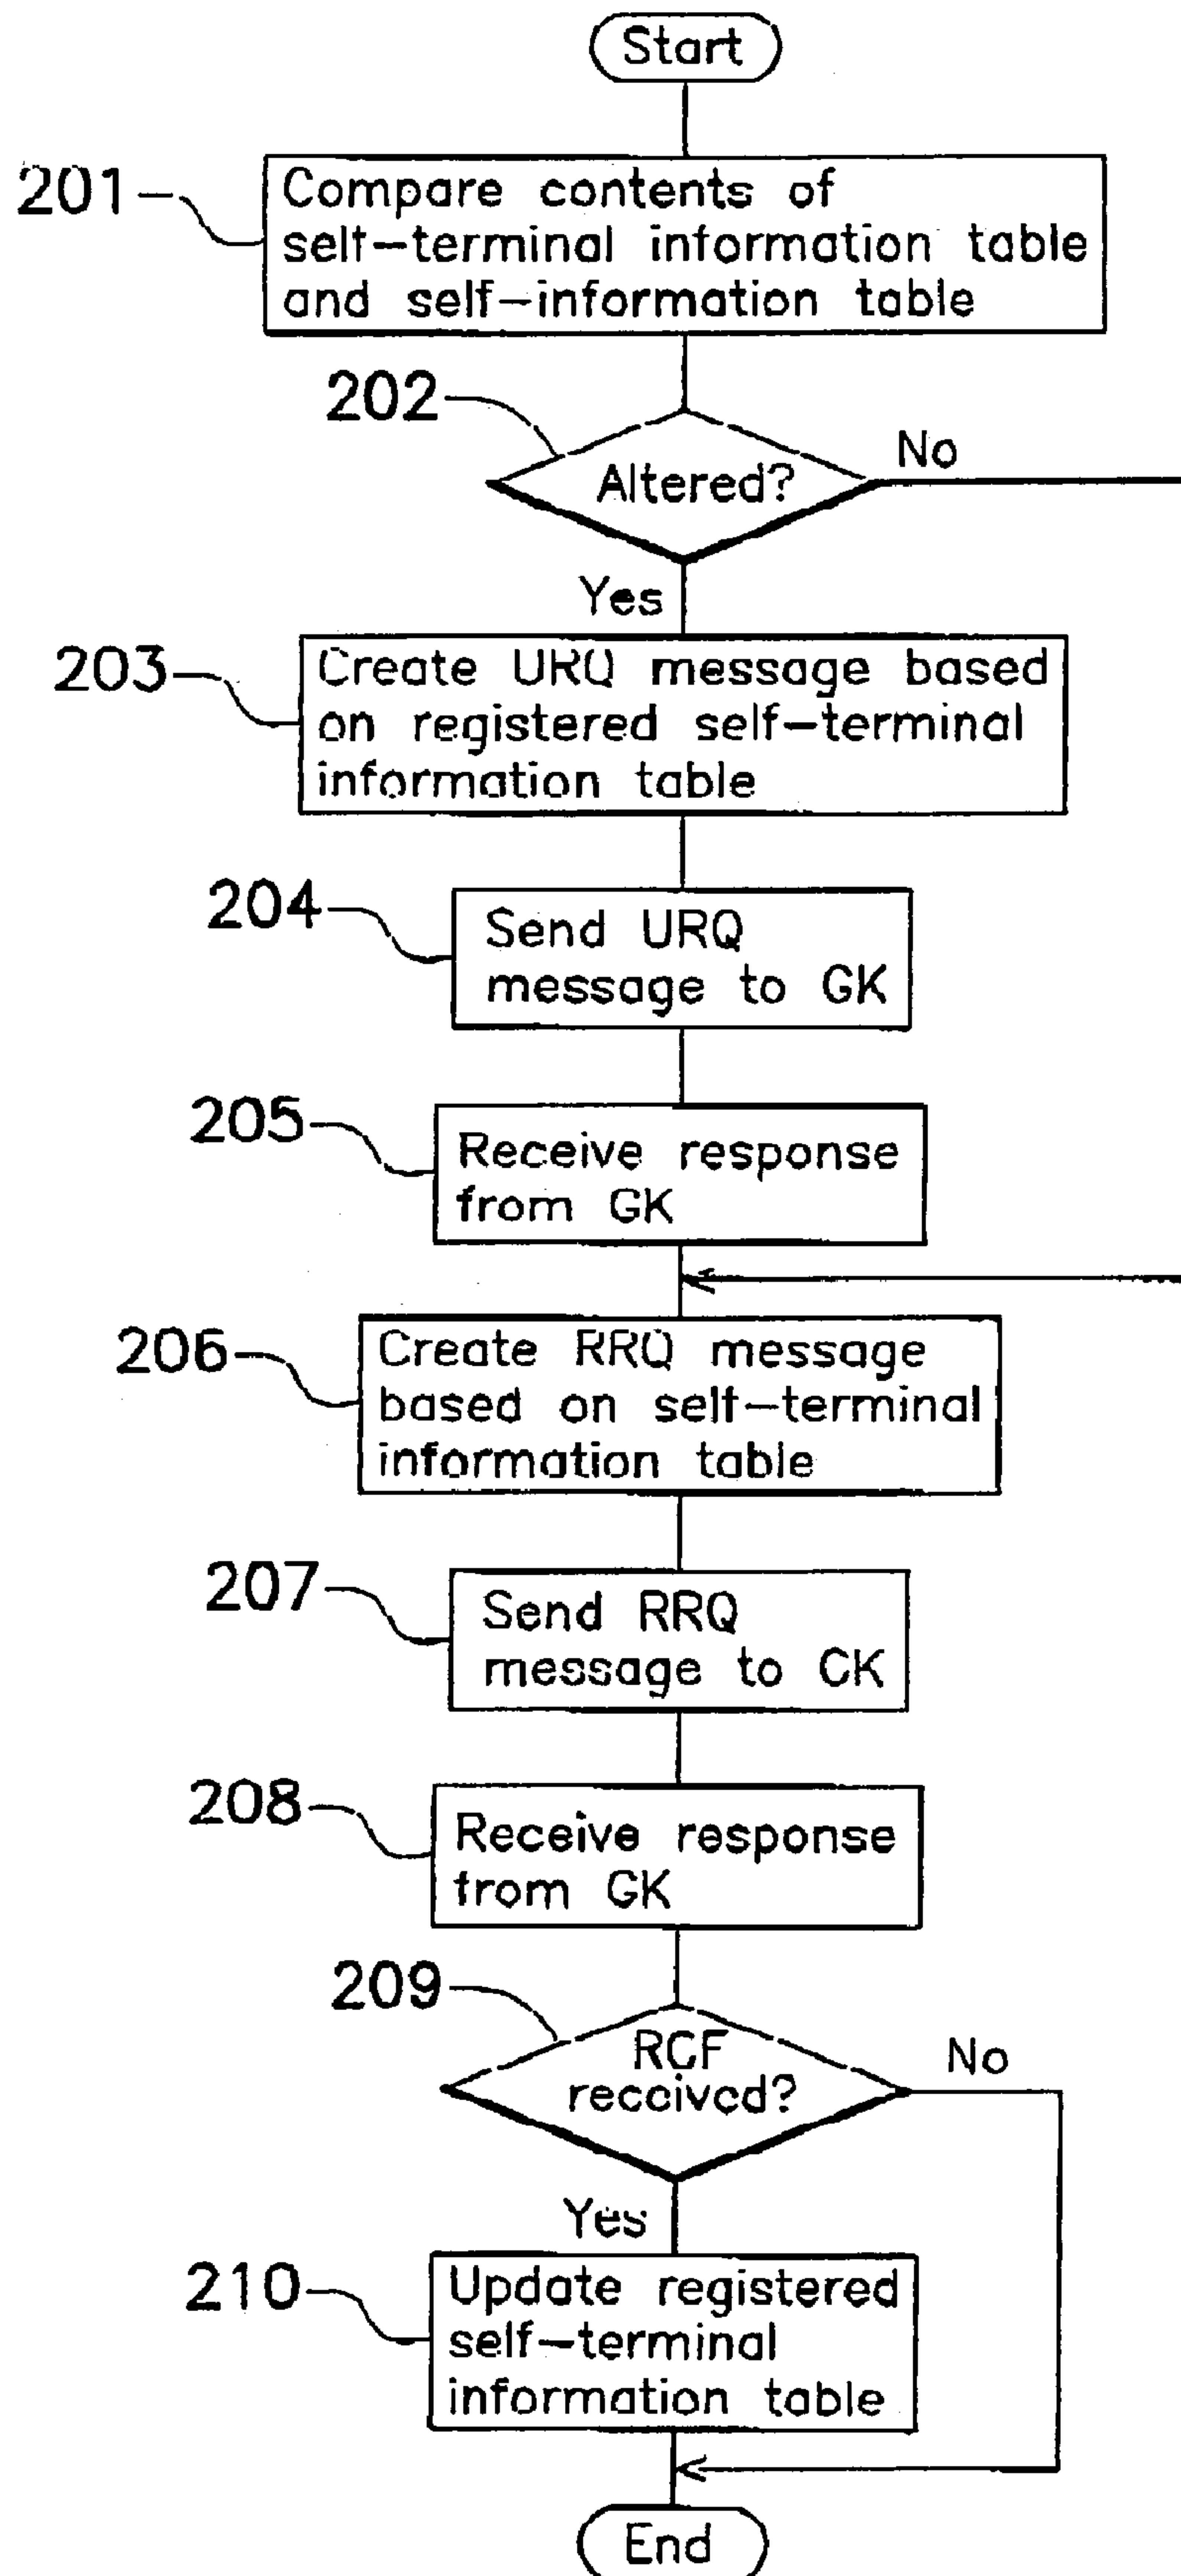 Start
201
Compare contents of
self-terminal information table
and self-information table
202
Altered?
No
Yes
203
Create URQ message based
on registered self-terminal
information table
204
Send URQ
message to GK
205
Receive response
from GK
206
Create RRQ message
based on self-terminal
information table
207
Send RRQ
message to CK
208
Receive response
from GK
209
RCF
received?
No
Yes
210
Update registered
self-terminal
information table
End